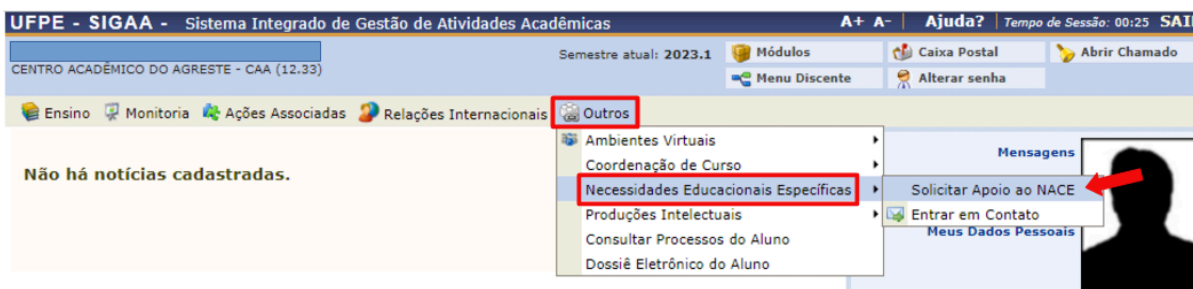 UFPE - SIGAA - Sistema Integrado de Gestão de Atividades Acadêmicas A+ A- | Ajuda? | Tempo de Sessão: 00:25 SAI
Semestre atual: 2023.1 Módulos Caixa Postal Abrir Chamado
CENTRO ACADÊMICO DO AGRESTE - CAA (12.33)
Menu Discente Alterar senha
Ensino Monitoria Ações Associadas Relações Internacionais Outros
Ambientes Virtuais
Mensagens
Coordenação de Curso
Não há notícias cadastradas.
Necessidades Educacionais Específicas Solicitar Apoio ao NACE
Produções Intelectuais Entrar em Contato
Meus Dados Pessoais
Consultar Processos do Aluno
Dossiê Eletrônico do Aluno